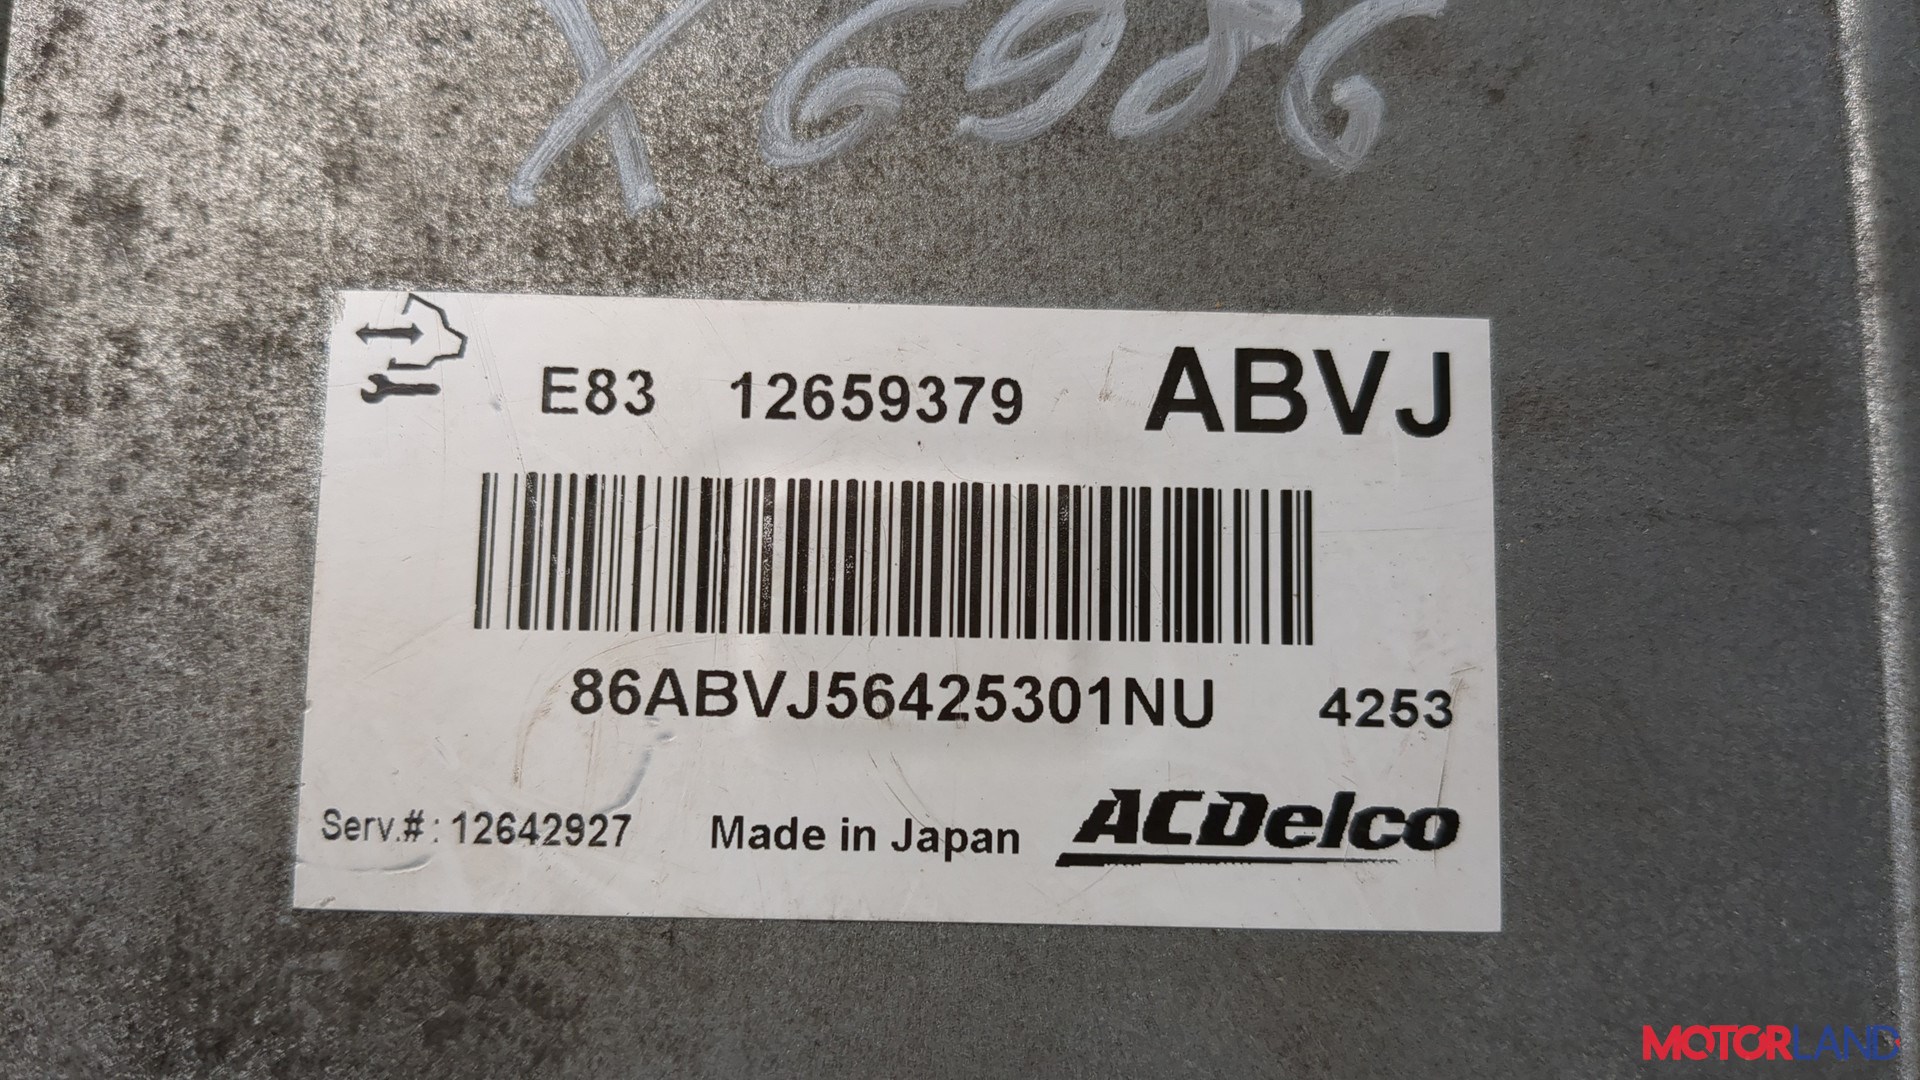 X6986
E83 12659379 ABVJ
86ABVJ56425301NU 4253
Serv.#: 12642927 Made in Japan ACDelco
MOTORLAND